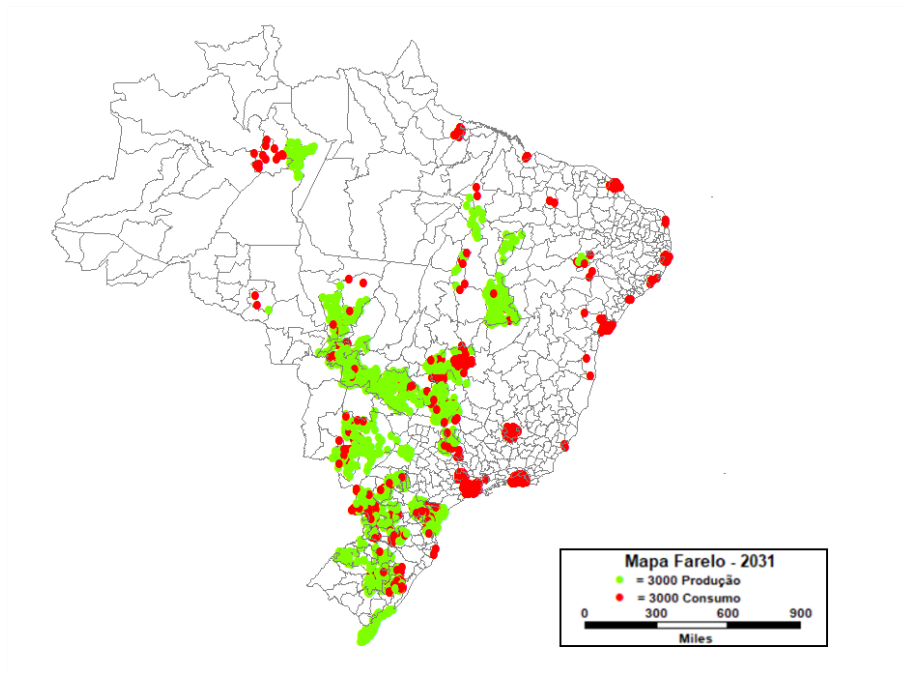 Mapa Farelo - 2031
= 3000 Produção
= 3000 Consumo
0 300 600 900
Miles